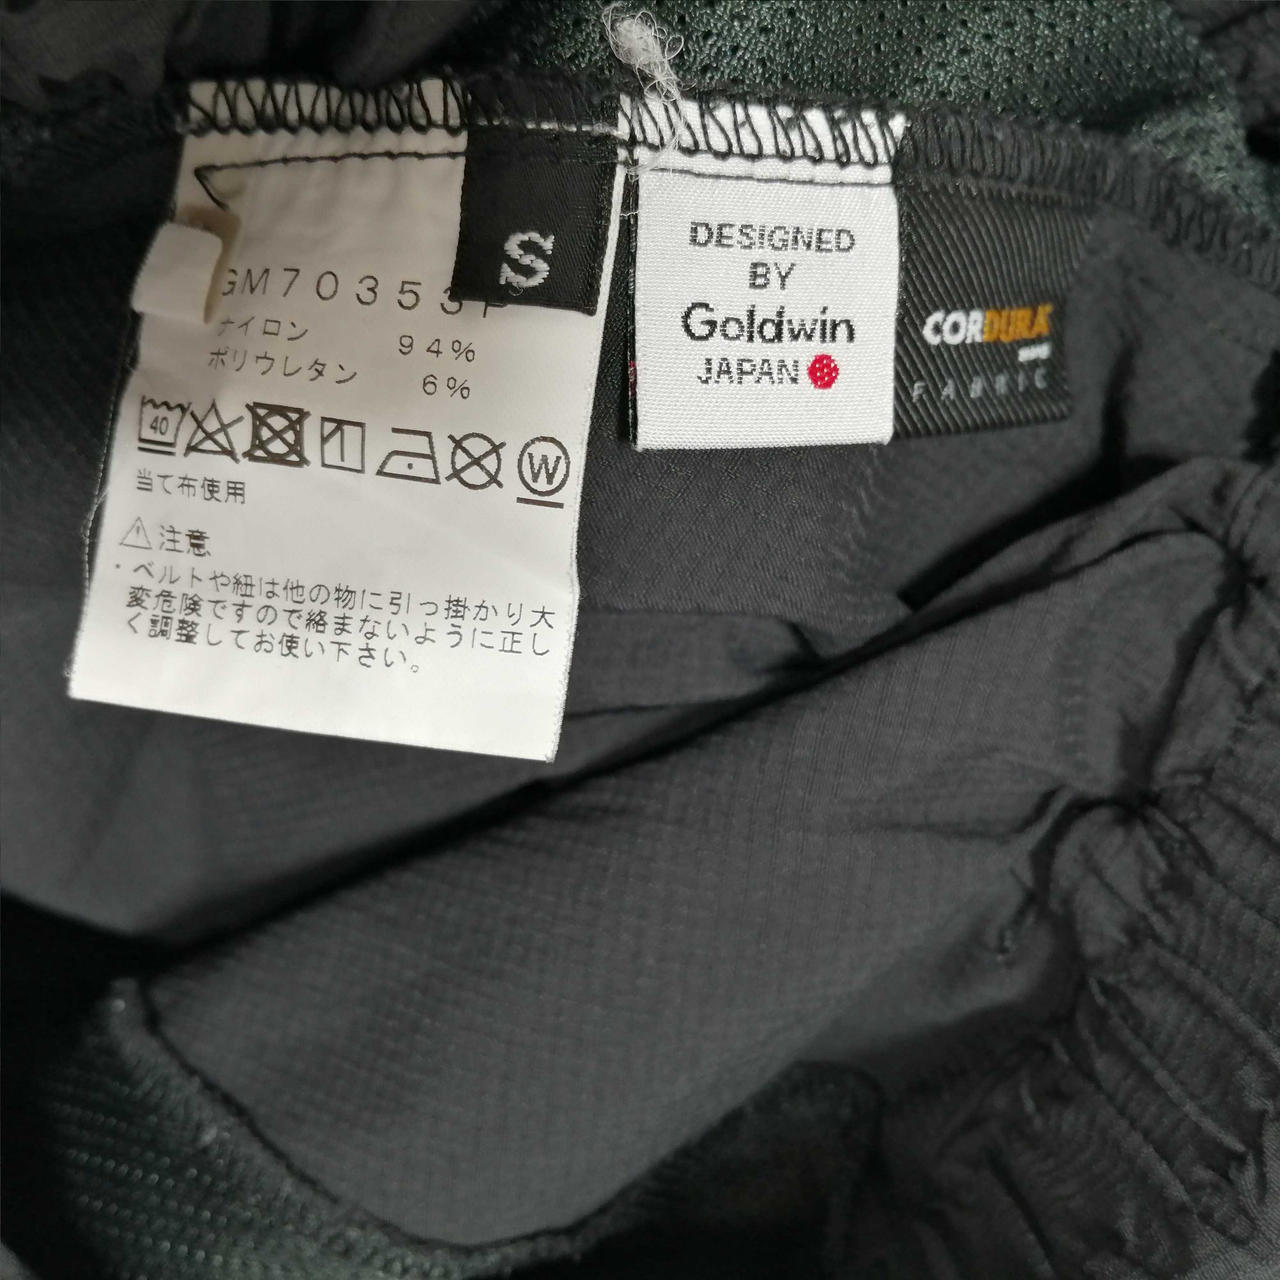 S
GM70353P
ナイロン 94%
ポリウレタン 6%
40
W
当て布使用
注意
・ベルトや紐は他の物に引っ掛かり大
変危険ですので絡まないように正し
く調整してお使い下さい。
DESIGNED
BY
Goldwin
JAPAN
CORDURA
FABRIC